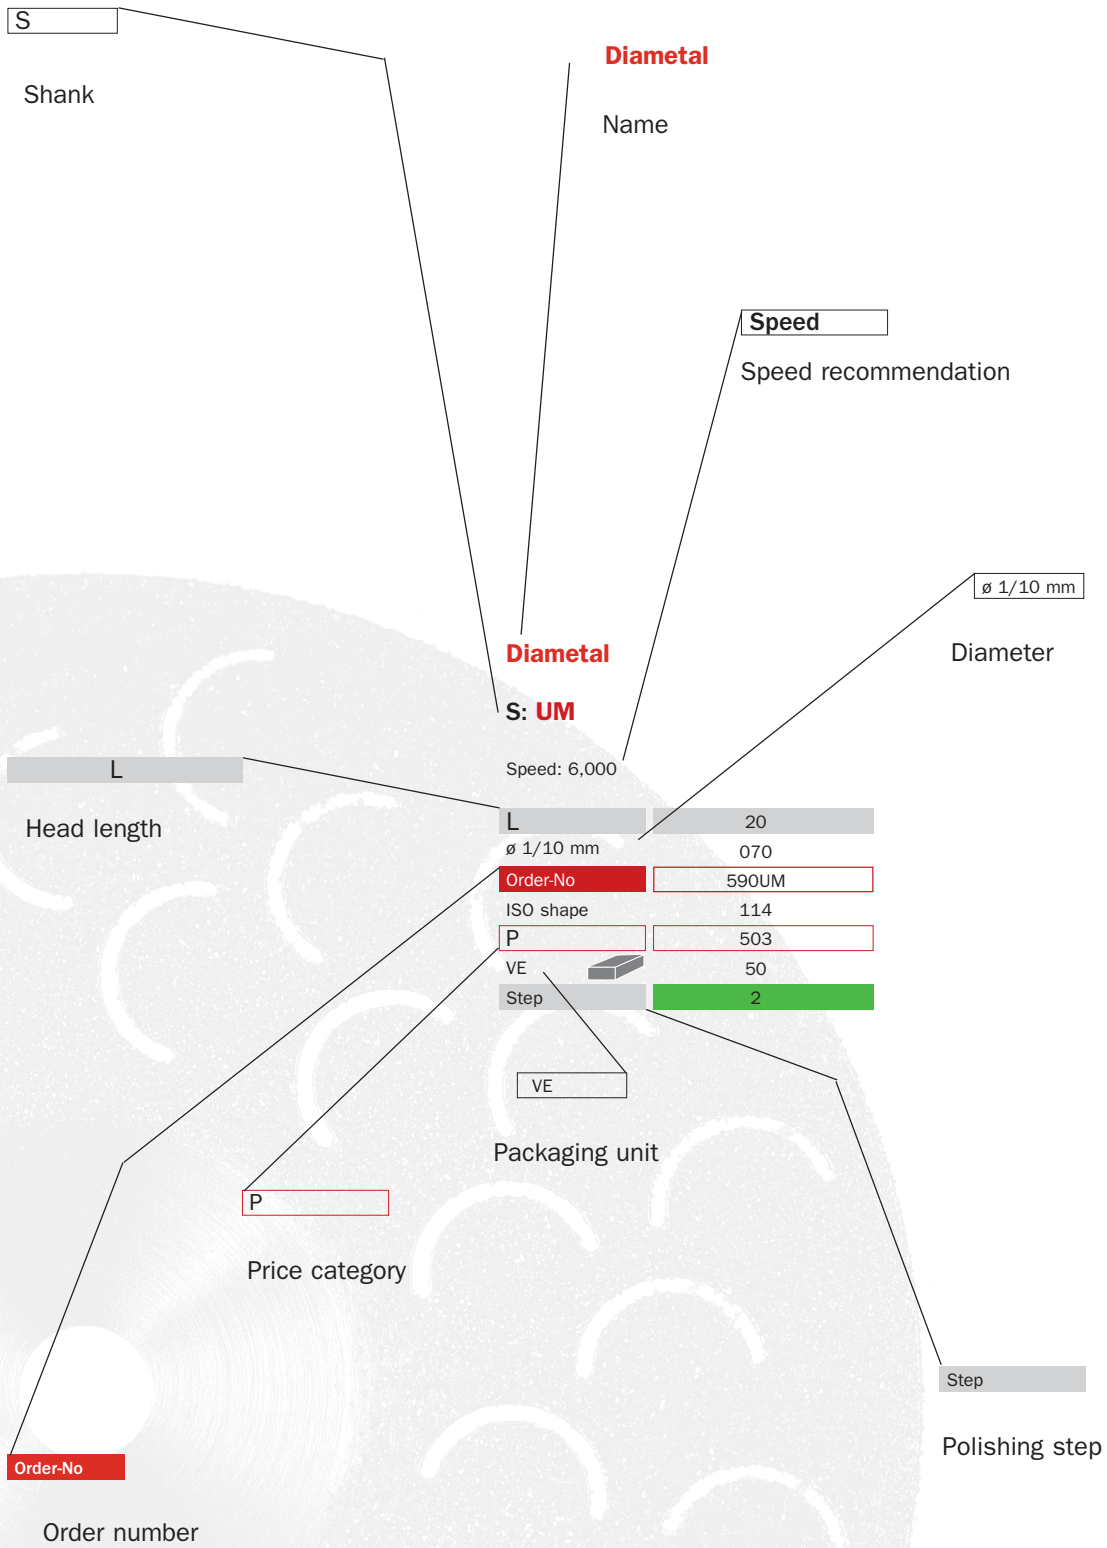 S
Shank
Diametal
Name
Speed
Speed recommendation
ø 1/10 mm
Diameter
Diametal
S: UM
Speed: 6,000
L
Head length
L 20
ø 1/10 mm 070
Order-No 590UM
ISO shape 114
P 503
VE 50
Step 2
VE
Packaging unit
P
Price category
Step
Polishing step
Order-No
Order number